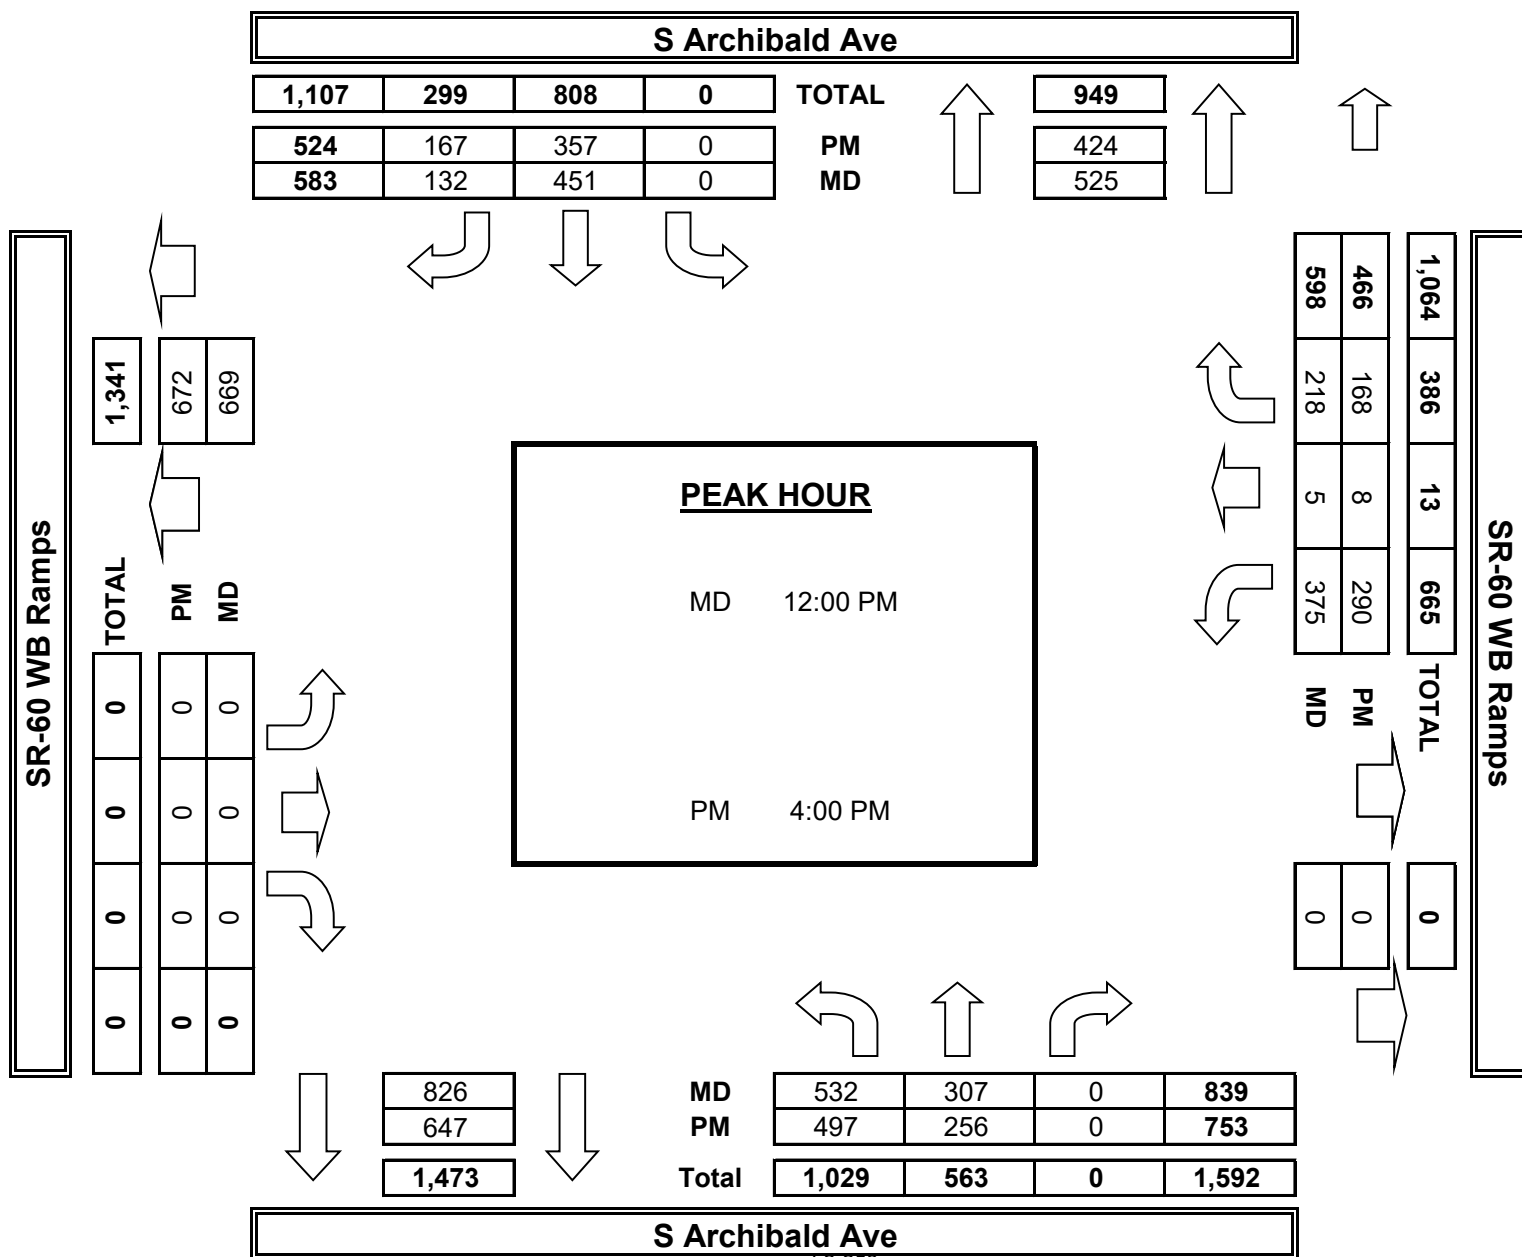 S Archibald Ave
1,107 299 808 0 TOTAL 949
524 167 357 0 PM 424
583 132 451 0 MD 525
SR-60 WB Ramps
1,341
672
669
TOTAL
PM
MD
0 0 0
0 0 0
0 0 0
0 0 0
PEAK HOUR
MD 12:00 PM
PM 4:00 PM
1,064 386 13 665 TOTAL
466 168 8 290 PM
598 218 5 375 MD
0 0 0
SR-60 WB Ramps
826 MD 532 307 0 839
647 PM 497 256 0 753
1,473 Total 1,029 563 0 1,592
S Archibald Ave